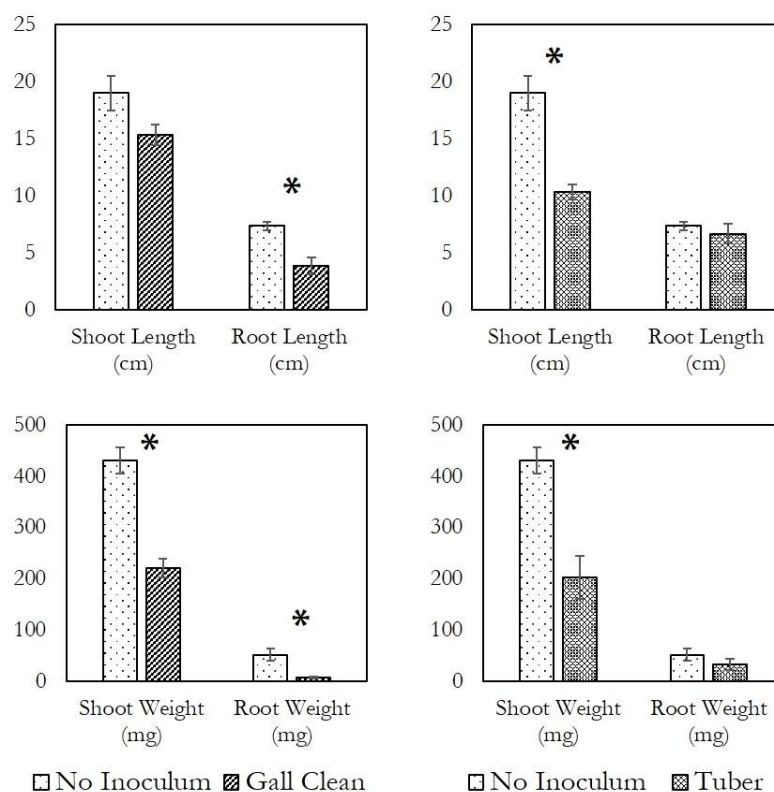 25
20
15
10
5
0
*
Shoot Length
(cm)
Root Length
(cm)
25
20
15
10
5
0
*
Shoot Length
(cm)
Root Length
(cm)
500
400
300
200
100
0
*
*
Shoot Weight
(mg)
Root Weight
(mg)
500
400
300
200
100
0
*
Shoot Weight
(mg)
Root Weight
(mg)
No Inoculum Gall Clean
No Inoculum Tuber